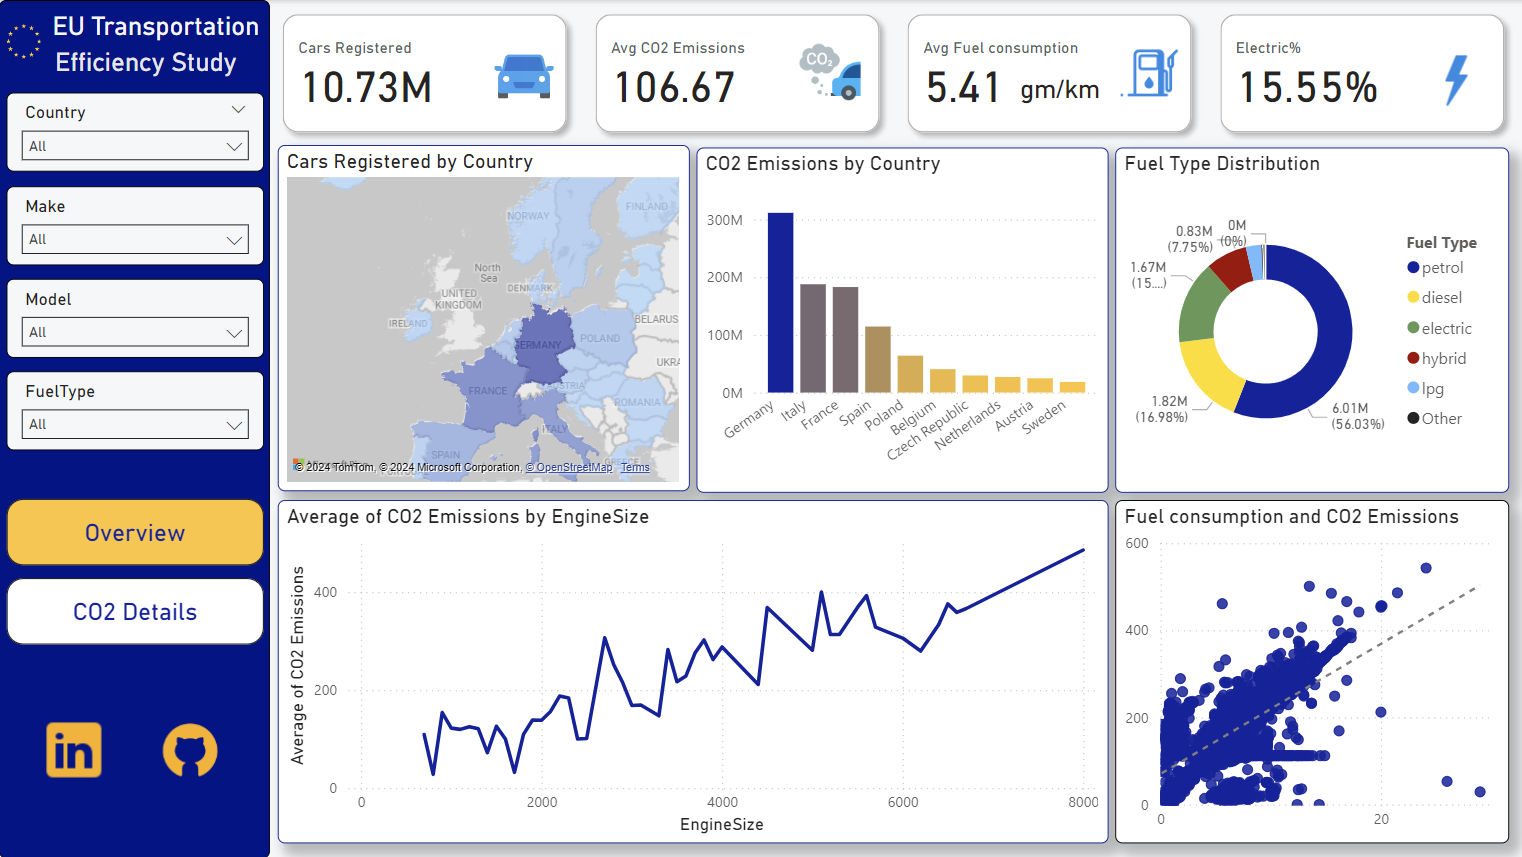 EU Transportation
Efficiency Study
Country
All
Make
All
Model
All
FuelType
All
Overview
CO2 Details
in
Cars Registered
10.73M
Avg CO2 Emissions
106.67
CO₂
Avg Fuel consumption
5.41 gm/km
Electric%
15.55%
Cars Registered by Country
NORWAY
FINLAND
North
Sea
DENMARK
UNITED
KINGDOM
IRELAND
BELARUS
POLAND
GERMANY
UKRA
FRANCE
AUSTRIA
ROMANIA
ITALY
SPAIN
GREECE
© 2024 TomTom, © 2024 Microsoft Corporation, © OpenStreetMap Terms
CO2 Emissions by Country
300M
200M
100M
0M
Germany
Italy
France
Spain
Poland
Belgium
Czech Republic
Netherlands
Austria
Sweden
Fuel Type Distribution
0M
(0%)
0.83M
(7.75%)
1.67M
(15....)
1.82M
(16.98%)
6.01M
(56.03%)
Fuel Type
petrol
diesel
electric
hybrid
lpg
Other
Average of CO2 Emissions by EngineSize
Average of CO2 Emissions
400
200
0
0
2000
4000
6000
8000
EngineSize
Fuel consumption and CO2 Emissions
600
400
200
0
0
20